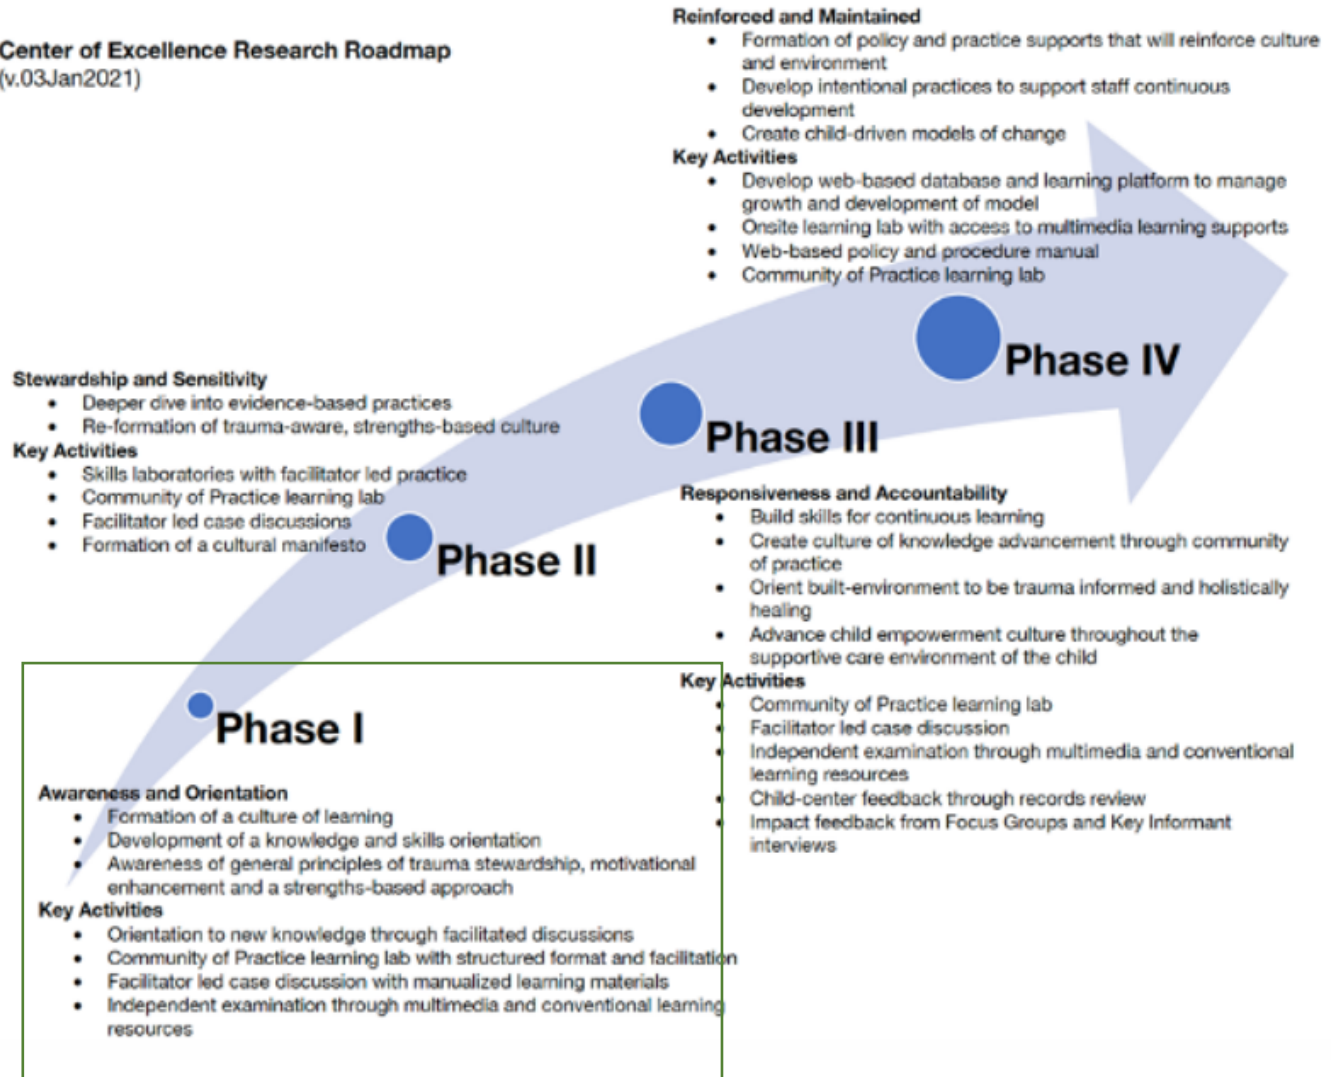 Center of Excellence Research Roadmap
(v.03Jan2021)
Reinforced and Maintained
• Formation of policy and practice supports that will reinforce culture
and environment
• Develop intentional practices to support staff continuous
development
• Create child-driven models of change
Key Activities
• Develop web-based database and learning platform to manage
growth and development of model
• Onsite learning lab with access to multimedia learning supports
• Web-based policy and procedure manual
• Community of Practice learning lab
Phase IV
Stewardship and Sensitivity
• Deeper dive into evidence-based practices
• Re-formation of trauma-aware, strengths-based culture
Key Activities
• Skills laboratories with facilitator led practice
• Community of Practice learning lab
• Facilitator led case discussions
• Formation of a cultural manifesto
Phase II
Phase III
Responsiveness and Accountability
• Build skills for continuous learning
• Create culture of knowledge advancement through community
of practice
• Orient built-environment to be trauma informed and holistically
healing
• Advance child empowerment culture throughout the
supportive care environment of the child
Key Activities
• Community of Practice learning lab
• Facilitator led case discussion
• Independent examination through multimedia and conventional
learning resources
• Child-center feedback through records review
• Impact feedback from Focus Groups and Key Informant
interviews
Phase I
Awareness and Orientation
• Formation of a culture of learning
• Development of a knowledge and skills orientation
• Awareness of general principles of trauma stewardship, motivational
enhancement and a strengths-based approach
Key Activities
• Orientation to new knowledge through facilitated discussions
• Community of Practice learning lab with structured format and facilitation
• Facilitator led case discussion with manualized learning materials
• Independent examination through multimedia and conventional learning
resources